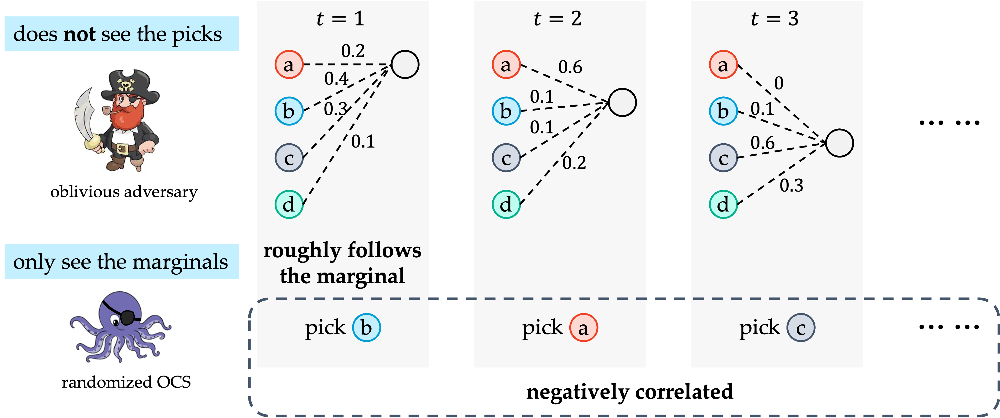 does not see the picks
oblivious adversary
only see the marginals
randomized OCS
t = 1
0.2
0.4
0.3
0.1
a
b
c
d
roughly follows
the marginal
pick b
t = 2
0.6
0.1
0.1
0.2
a
b
c
d
pick a
t = 3
0
0.1
0.6
0.3
a
b
c
d
pick c
... ...
... ...
negatively correlated